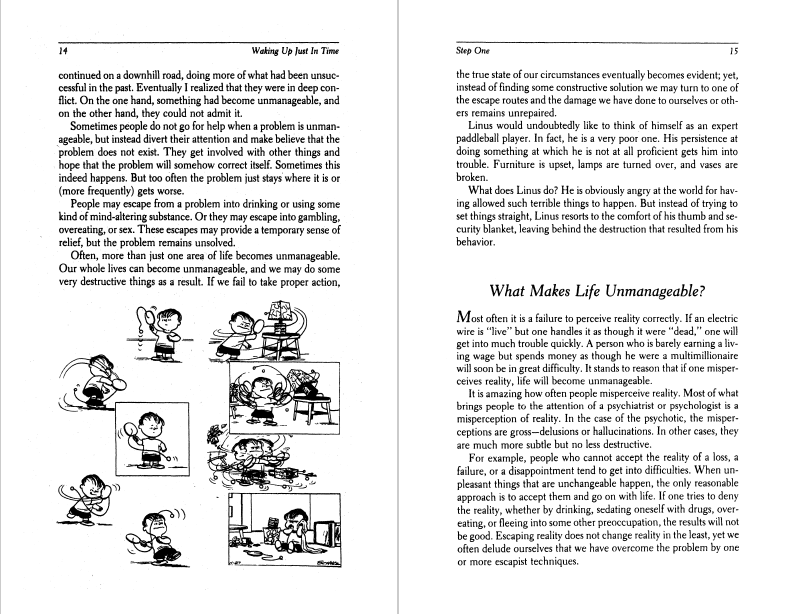 14 Waking Up Just In Time
continued on a downhill road, doing more of what had been unsuc-
cessful in the past. Eventually I realized that they were in deep con-
flict. On the one hand, something had become unmanageable, and
on the other hand, they could not admit it.
Sometimes people do not go for help when a problem is unman-
ageable, but instead divert their attention and make believe that the
problem does not exist. They get involved with other things and
hope that the problem will somehow correct itself. Sometimes this
indeed happens. But too often the problem just stays where it is or
(more frequently) gets worse.
People may escape from a problem into drinking or using some
kind of mind-altering substance. Or they may escape into gambling,
overeating, or sex. These escapes may provide a temporary sense of
relief, but the problem remains unsolved.
Often, more than just one area of life becomes unmanageable.
Our whole lives can become unmanageable, and we may do some
very destructive things as a result. If we fail to take proper action,
Step One 15
the true state of our circumstances eventually becomes evident; yet,
instead of finding some constructive solution we may turn to one of
the escape routes and the damage we have done to ourselves or oth-
ers remains unrepaired.
Linus would undoubtedly like to think of himself as an expert
paddleball player. In fact, he is a very poor one. His persistence at
doing something at which he is not at all proficient gets him into
trouble. Furniture is upset, lamps are turned over, and vases are
broken.
What does Linus do? He is obviously angry at the world for hav-
ing allowed such terrible things to happen. But instead of trying to
set things straight, Linus resorts to the comfort of his thumb and se-
curity blanket, leaving behind the destruction that resulted from his
behavior.
What Makes Life Unmanageable?
Most often it is a failure to perceive reality correctly. If an electric
wire is "live" but one handles it as though it were "dead," one will
get into much trouble quickly. A person who is barely earning a liv-
ing wage but spends money as though he were a multimillionaire
will soon be in great difficulty. It stands to reason that if one misper-
ceives reality, life will become unmanageable.
It is amazing how often people misperceive reality. Most of what
brings people to the attention of a psychiatrist or psychologist is a
misperception of reality. In the case of the psychotic, the misper-
ceptions are gross—delusions or hallucinations. In other cases, they
are much more subtle but no less destructive.
For example, people who cannot accept the reality of a loss, a
failure, or a disappointment tend to get into difficulties. When un-
pleasant things that are unchangeable happen, the only reasonable
approach is to accept them and go on with life. If one tries to deny
the reality, whether by drinking, sedating oneself with drugs, over-
eating, or fleeing into some other preoccupation, the results will not
be good. Escaping reality does not change reality in the least, yet we
often delude ourselves that we have overcome the problem by one
or more escapist techniques.